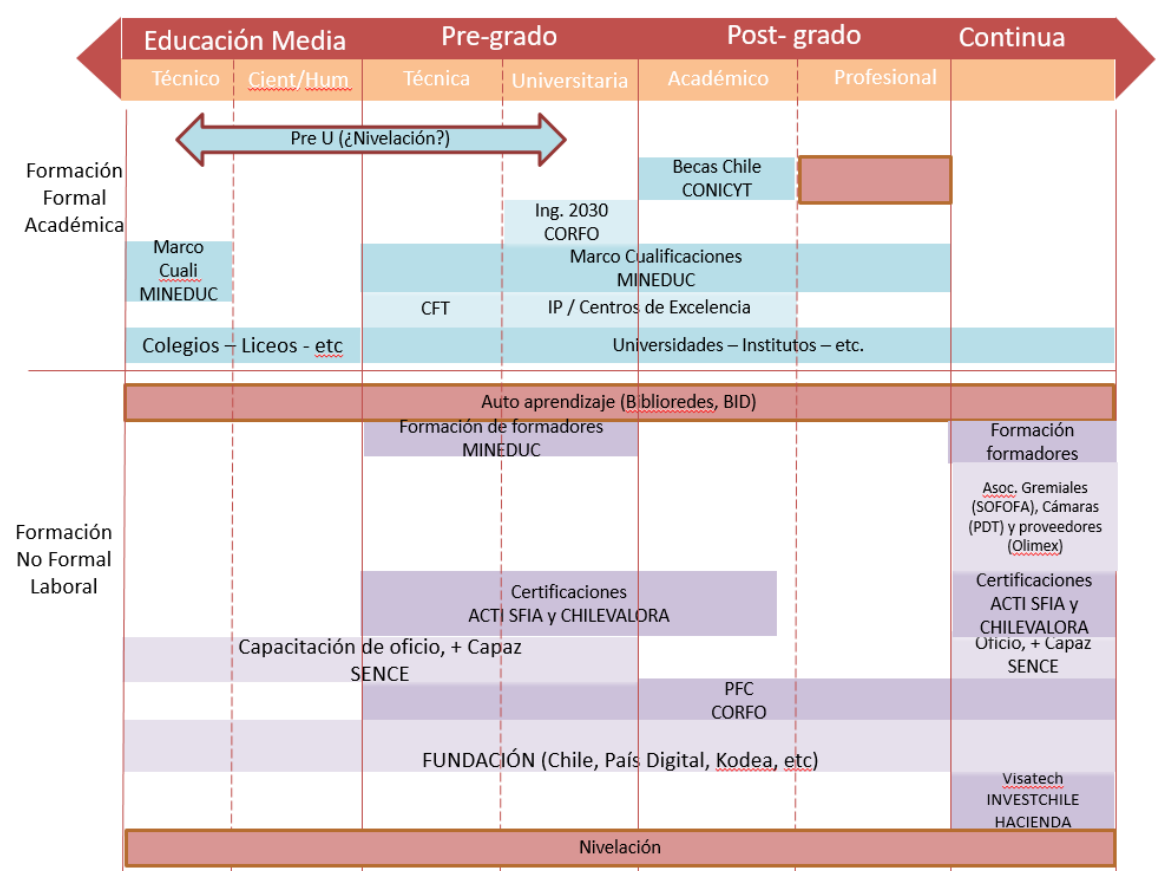 Educación Media
Pre-grado
Post- grado
Continua
Técnico
Cient/Hum
Técnica
Universitaria
Académico
Profesional
Pre U (¿Nivelación?)
Formación
Formal
Académica
Becas Chile
CONICYT
Ing. 2030
CORFO
Marco
Cuali
MINEDUC
Marco Cualificaciones
MINEDUC
CFT
IP / Centros de Excelencia
Colegios – Liceos - etc
Universidades – Institutos – etc.
Auto aprendizaje (Biblioredes, BID)
Formación de formadores
MINEDUC
Formación
formadores
Asoc. Gremiales
(SOFOFA), Cámaras
(PDT) y proveedores
(Olimex)
Formación
No Formal
Laboral
Certificaciones
ACTI SFIA y CHILEVALORA
Certificaciones
ACTI SFIA y
CHILEVALORA
Capacitación de oficio, + Capaz
SENCE
Oficio, + Capaz
SENCE
PFC
CORFO
FUNDACIÓN (Chile, País Digital, Kodea, etc)
Visatech
INVESTCHILE
HACIENDA
Nivelación